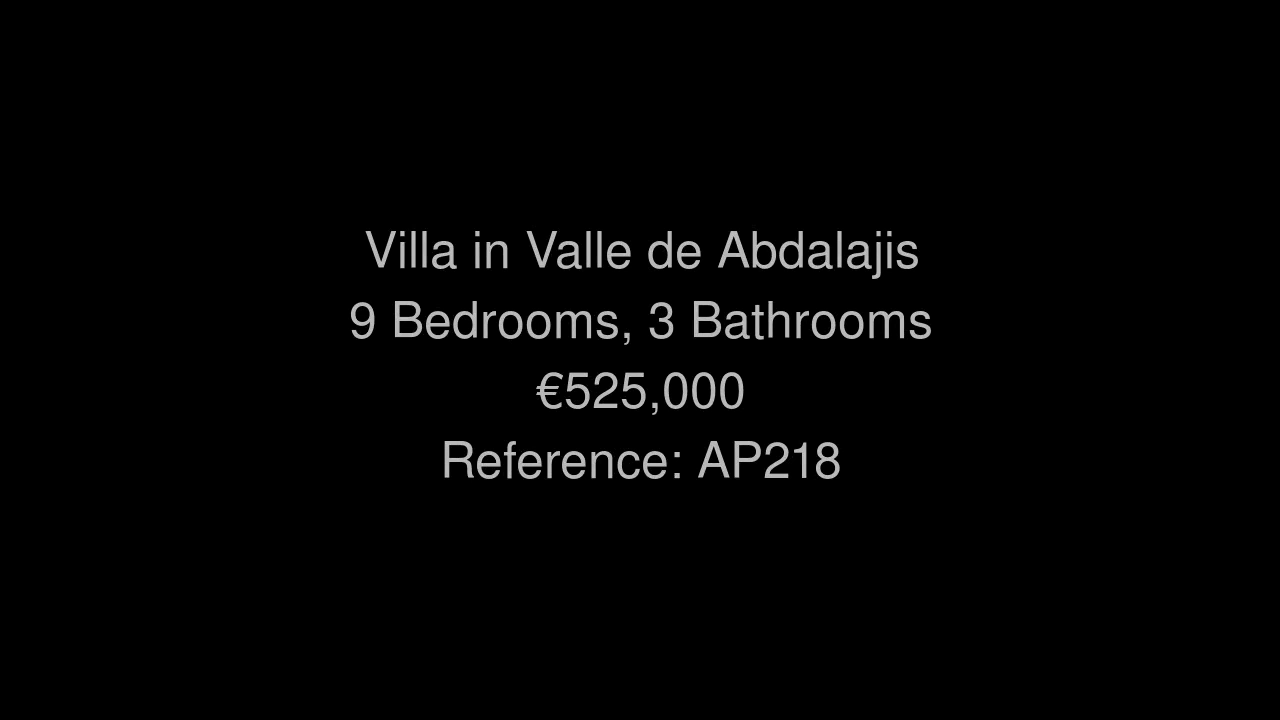 Villa in Valle de Abdalajis
9 Bedrooms, 3 Bathrooms
€525,000
Reference: AP218